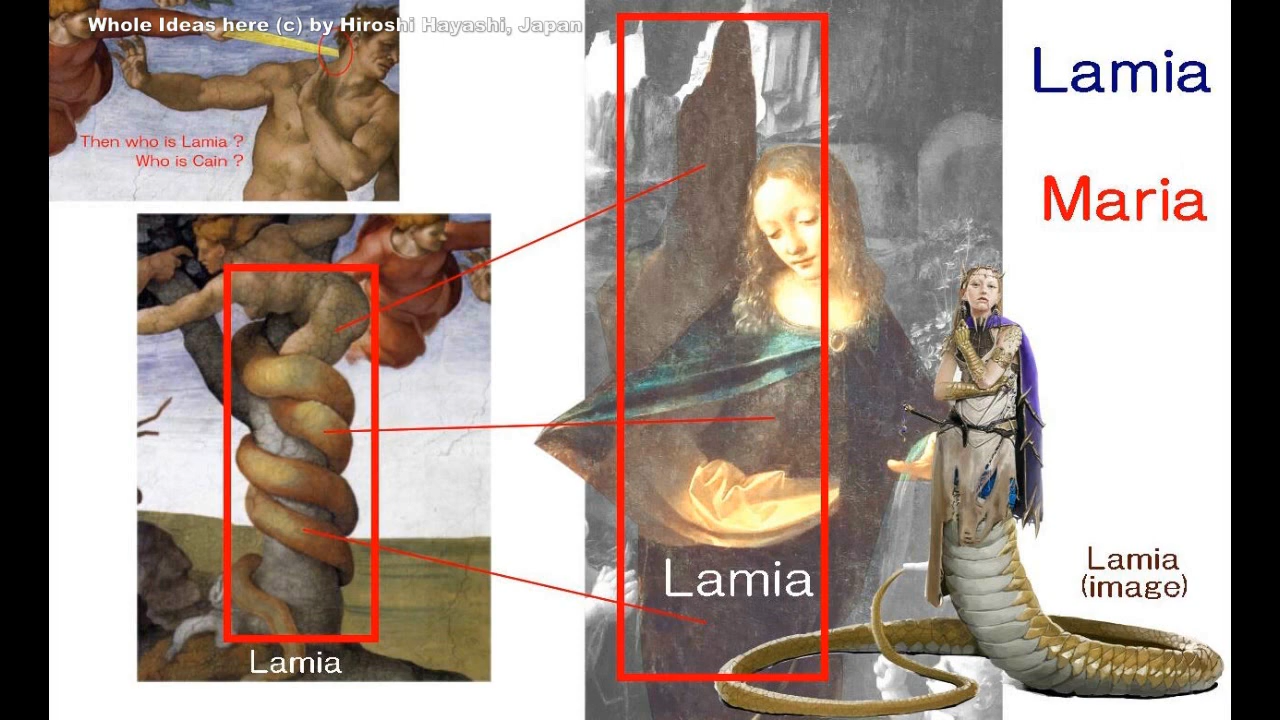 Whole Ideas here (c) by Hiroshi Hayashi, Japan
Then who is Lamia ?
Who is Cain ?
Lamia
Maria
Lamia
(image)
Lamia
Lamia